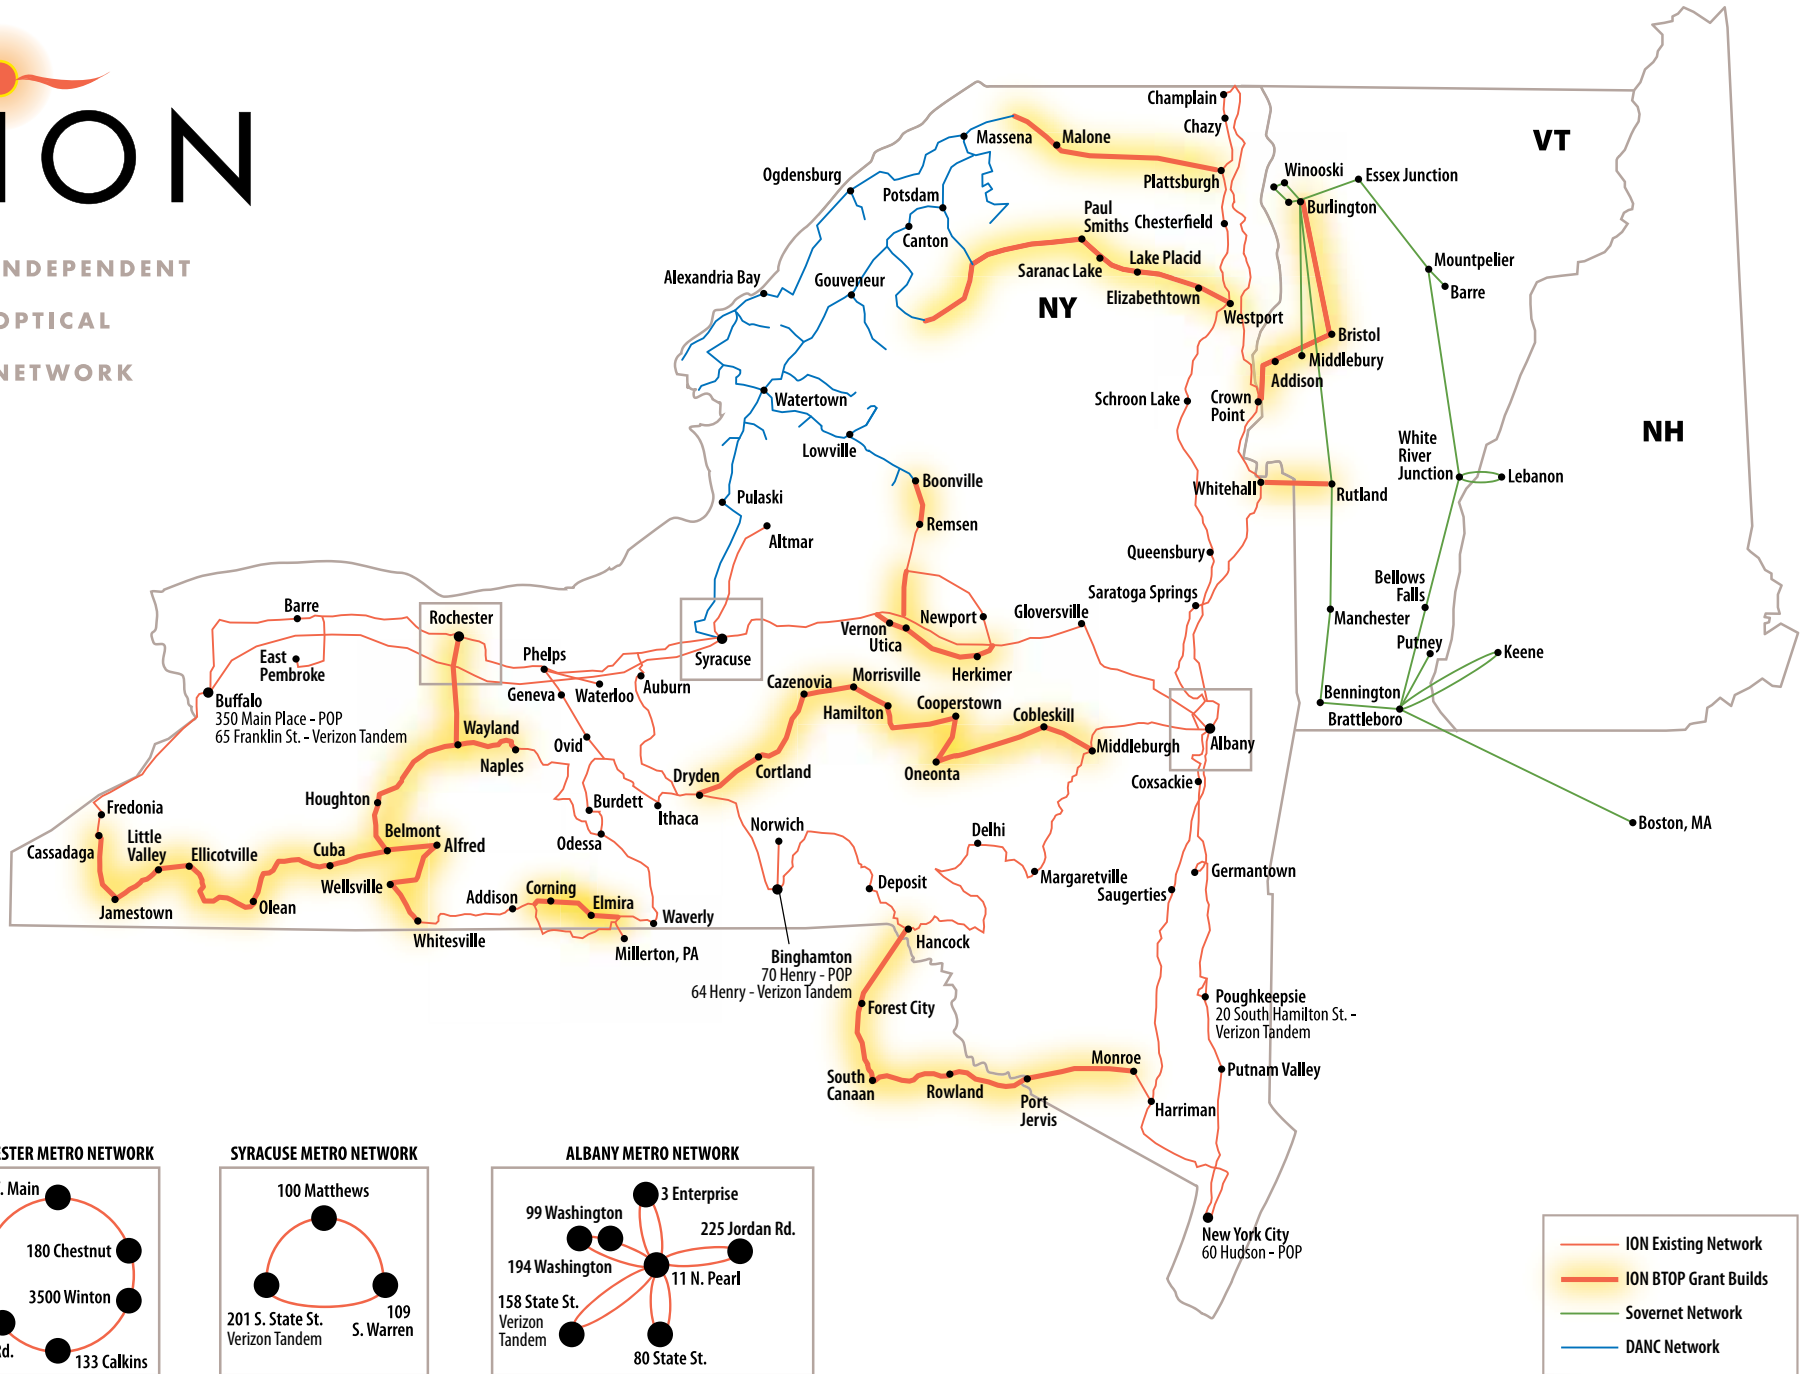 ION
INDEPENDENT
OPTICAL
NETWORK
VT
NY
NH
Champlain
Chazy
Massena
Malone
Plattsburgh
Ogdensburg
Potsdam
Canton
Paul
Smiths
Chesterfield
Saranac Lake
Lake Placid
Elizabethtown
Westport
Alexandria Bay
Gouveneur
Winooski
Essex Junction
Burlington
Mountpelier
Barre
Bristol
Middlebury
Addison
Crown
Point
Schroon Lake
Watertown
Lowville
Boonville
Remsen
Pulaski
Altmar
White
River
Junction
Lebanon
Whitehall
Rutland
Queensbury
Saratoga Springs
Bellows
Falls
Manchester
Putney
Keene
Bennington
Brattleboro
Boston, MA
Barre
Rochester
East
Pembroke
Buffalo
350 Main Place - POP
65 Franklin St. - Verizon Tandem
Phelps
Geneva
Waterloo
Auburn
Syracuse
Vernon
Utica
Newport
Herkimer
Gloversville
Cazenovia
Morrisville
Hamilton
Cooperstown
Cobleskill
Middleburgh
Albany
Oneonta
Cortland
Dryden
Coxsackie
Wayland
Naples
Ovid
Houghton
Burdett
Ithaca
Odessa
Norwich
Delhi
Margaretville
Saugerties
Germantown
Fredonia
Cassadaga
Little
Valley
Ellicotville
Cuba
Belmont
Alfred
Wellsville
Jamestown
Olean
Whitesville
Addison
Corning
Elmira
Waverly
Millerton, PA
Deposit
Hancock
Binghamton
70 Henry - POP
64 Henry - Verizon Tandem
Forest City
South
Canaan
Rowland
Port
Jervis
Monroe
Harriman
Poughkeepsie
20 South Hamilton St. -
Verizon Tandem
Putnam Valley
New York City
60 Hudson - POP
ESTER METRO NETWORK
. Main
180 Chestnut
3500 Winton
Rd.
133 Calkins
SYRACUSE METRO NETWORK
100 Matthews
201 S. State St.
Verizon Tandem
109
S. Warren
ALBANY METRO NETWORK
3 Enterprise
99 Washington
225 Jordan Rd.
194 Washington
11 N. Pearl
158 State St.
Verizon
Tandem
80 State St.
ION Existing Network
ION BTOP Grant Builds
Sovernet Network
DANC Network